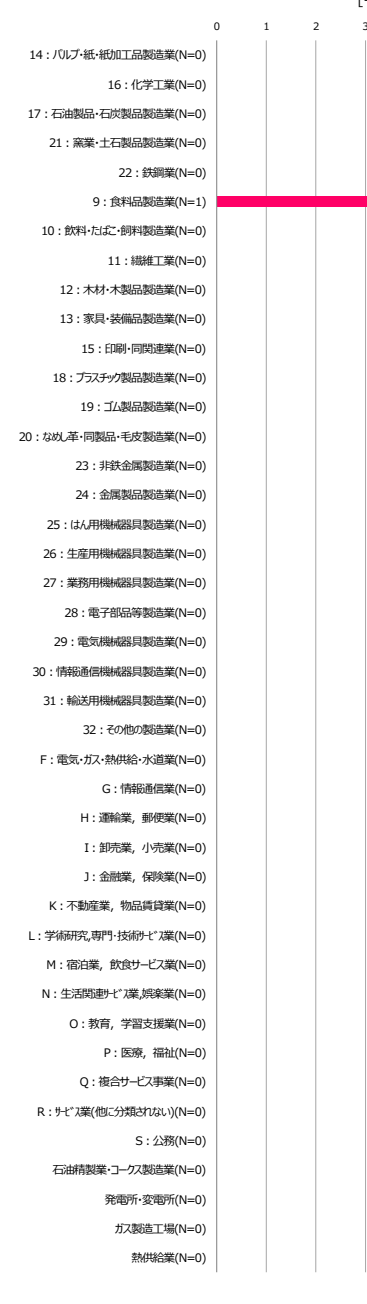 0 1 2 3
14：パルプ・紙・紙加工品製造業(N=0)
16：化学工業(N=0)
17：石油製品・石炭製品製造業(N=0)
21：窯業・土石製品製造業(N=0)
22：鉄鋼業(N=0)
9：食料品製造業(N=1)
10：飲料・たばこ・飼料製造業(N=0)
11：繊維工業(N=0)
12：木材・木製品製造業(N=0)
13：家具・装備品製造業(N=0)
15：印刷・同関連業(N=0)
18：プラスチック製品製造業(N=0)
19：ゴム製品製造業(N=0)
20：なめし革・同製品・毛皮製造業(N=0)
23：非鉄金属製造業(N=0)
24：金属製品製造業(N=0)
25：はん用機械器具製造業(N=0)
26：生産用機械器具製造業(N=0)
27：業務用機械器具製造業(N=0)
28：電子部品等製造業(N=0)
29：電気機械器具製造業(N=0)
30：情報通信機械器具製造業(N=0)
31：輸送用機械器具製造業(N=0)
32：その他の製造業(N=0)
F：電気・ガス・熱供給・水道業(N=0)
G：情報通信業(N=0)
H：運輸業，郵便業(N=0)
I：卸売業，小売業(N=0)
J：金融業，保険業(N=0)
K：不動産業，物品賃貸業(N=0)
L：学術研究,専門・技術ｻｰﾋﾞｽ業(N=0)
M：宿泊業，飲食サービス業(N=0)
N：生活関連ｻｰﾋﾞｽ業,娯楽業(N=0)
O：教育，学習支援業(N=0)
P：医療，福祉(N=0)
Q：複合サービス事業(N=0)
R：ｻｰﾋﾞｽ業(他に分類されない)(N=0)
S：公務(N=0)
石油精製業・コークス製造業(N=0)
発電所・変電所(N=0)
ガス製造工場(N=0)
熱供給業(N=0)